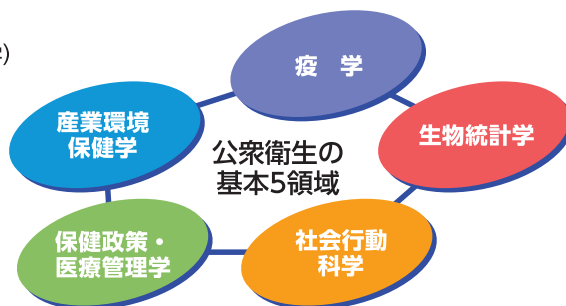 疫　学
産業環境
保健学
生物統計学
公衆衛生の
基本5領域
保健政策・
医療管理学
社会行動
科学